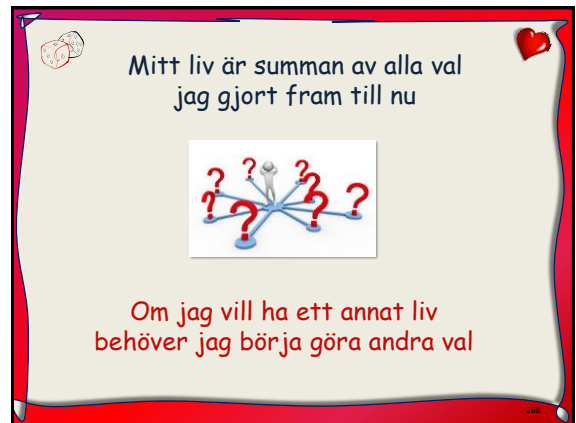 Mitt liv är summan av alla val
jag gjort fram till nu
? ? ? ? ? ? ? ?
Om jag vill ha ett annat liv
behöver jag börja göra andra val
268